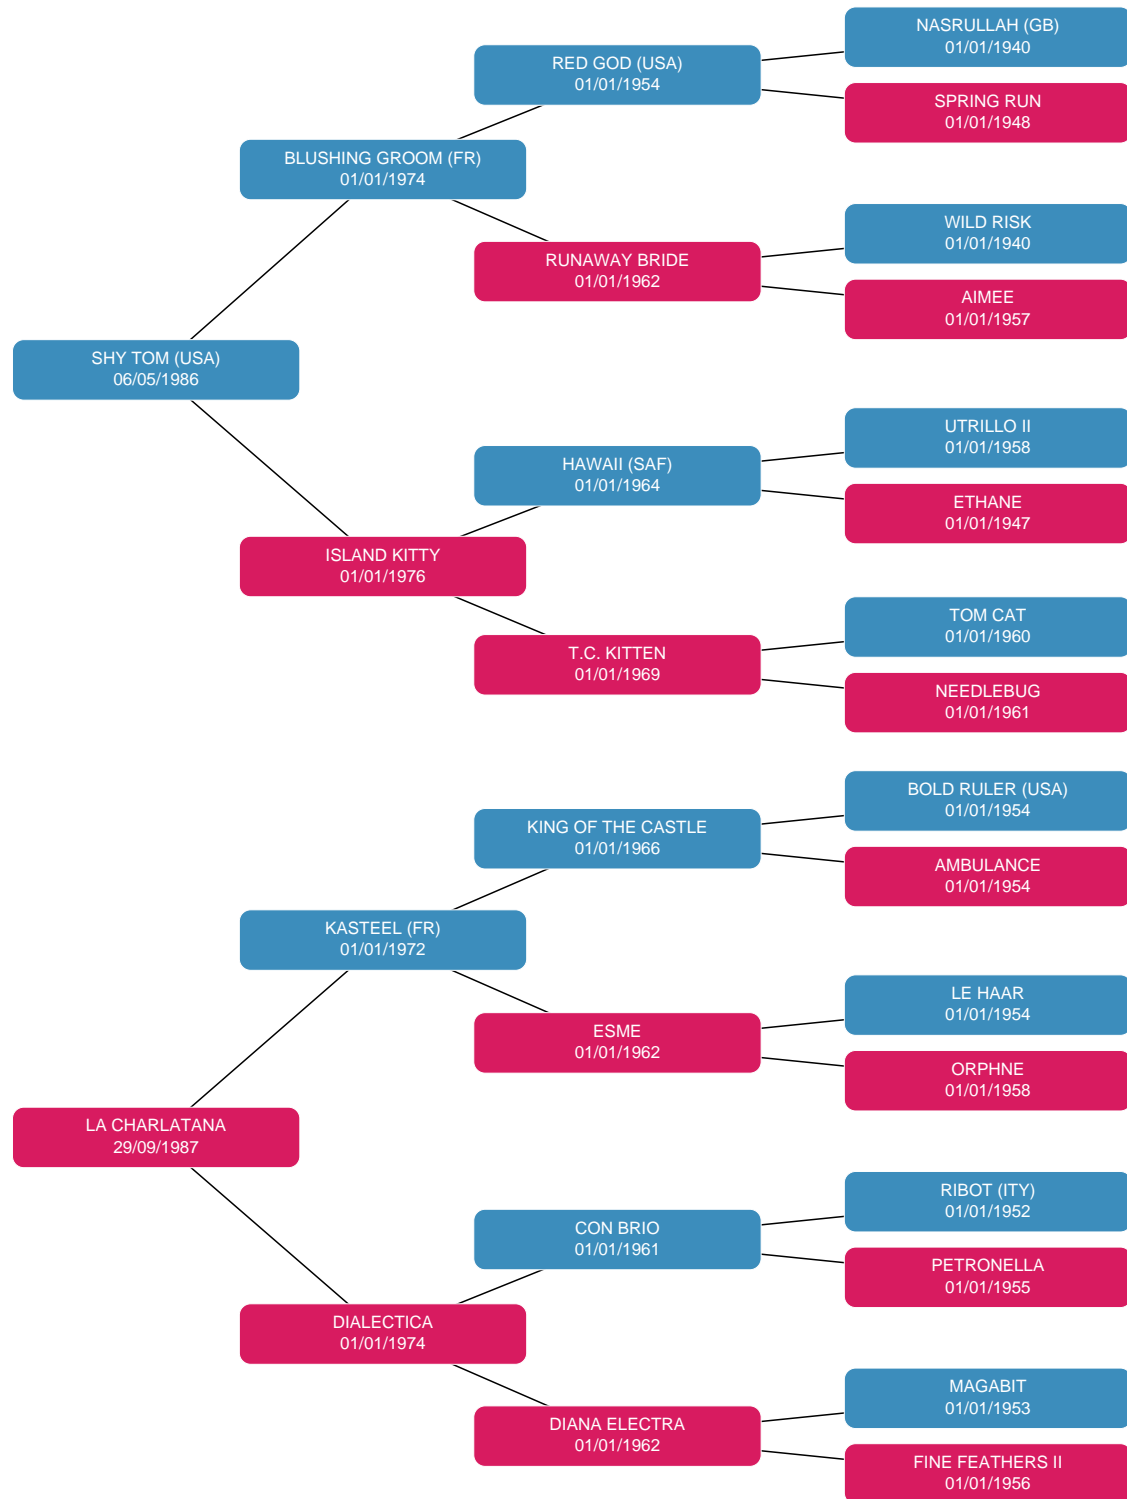 NASRULLAH (GB)
01/01/1940
RED GOD (USA)
01/01/1954
SPRING RUN
01/01/1948
BLUSHING GROOM (FR)
01/01/1974
WILD RISK
01/01/1940
RUNAWAY BRIDE
01/01/1962
AIMEE
01/01/1957
SHY TOM (USA)
06/05/1986
UTRILLO II
01/01/1958
HAWAII (SAF)
01/01/1964
ETHANE
01/01/1947
ISLAND KITTY
01/01/1976
TOM CAT
01/01/1960
T.C. KITTEN
01/01/1969
NEEDLEBUG
01/01/1961
BOLD RULER (USA)
01/01/1954
KING OF THE CASTLE
01/01/1966
AMBULANCE
01/01/1954
KASTEEL (FR)
01/01/1972
LE HAAR
01/01/1954
ESME
01/01/1962
ORPHNE
01/01/1958
LA CHARLATANA
29/09/1987
RIBOT (ITY)
01/01/1952
CON BRIO
01/01/1961
PETRONELLA
01/01/1955
DIALECTICA
01/01/1974
MAGABIT
01/01/1953
DIANA ELECTRA
01/01/1962
FINE FEATHERS II
01/01/1956